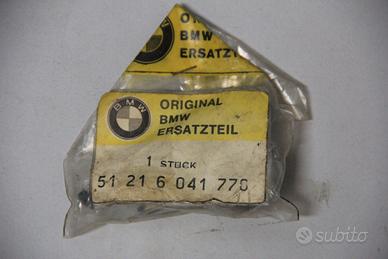 ORIGINAL
BMW
ERSATZTEIL
BMW
ORIGINAL
BMW
ERSATZTEIL
1 STÜCK
51 21 6 041 770
subito